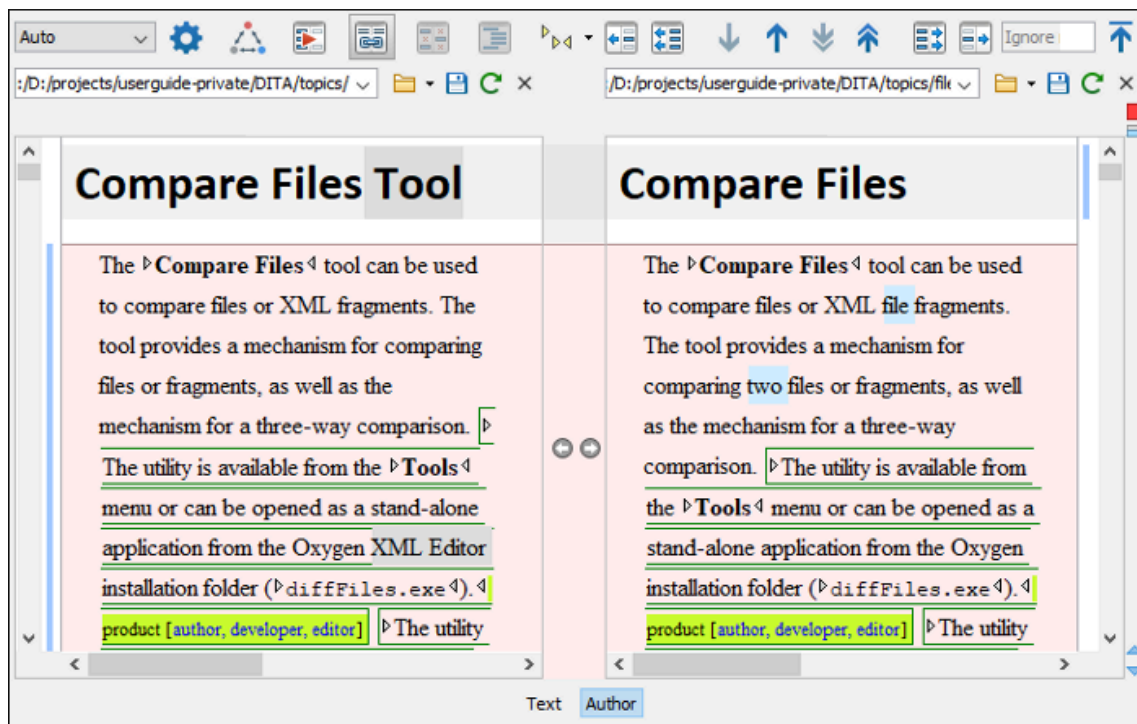 Auto
Ignore
:/D:/projects/userguide-private/DITA/topics/
/D:/projects/userguide-private/DITA/topics/file
Compare Files Tool
The Compare Files tool can be used
to compare files or XML fragments. The
tool provides a mechanism for comparing
files or fragments, as well as the
mechanism for a three-way comparison.
The utility is available from the Tools
menu or can be opened as a stand-alone
application from the Oxygen XML Editor
installation folder (diffFiles.exe).
product [author, developer, editor] The utility
Compare Files
The Compare Files tool can be used
to compare files or XML file fragments.
The tool provides a mechanism for
comparing two files or fragments, as well
as the mechanism for a three-way
comparison. The utility is available from
the Tools menu or can be opened as a
stand-alone application from the Oxygen
installation folder (diffFiles.exe).
product [author, developer, editor] The utility
Text Author